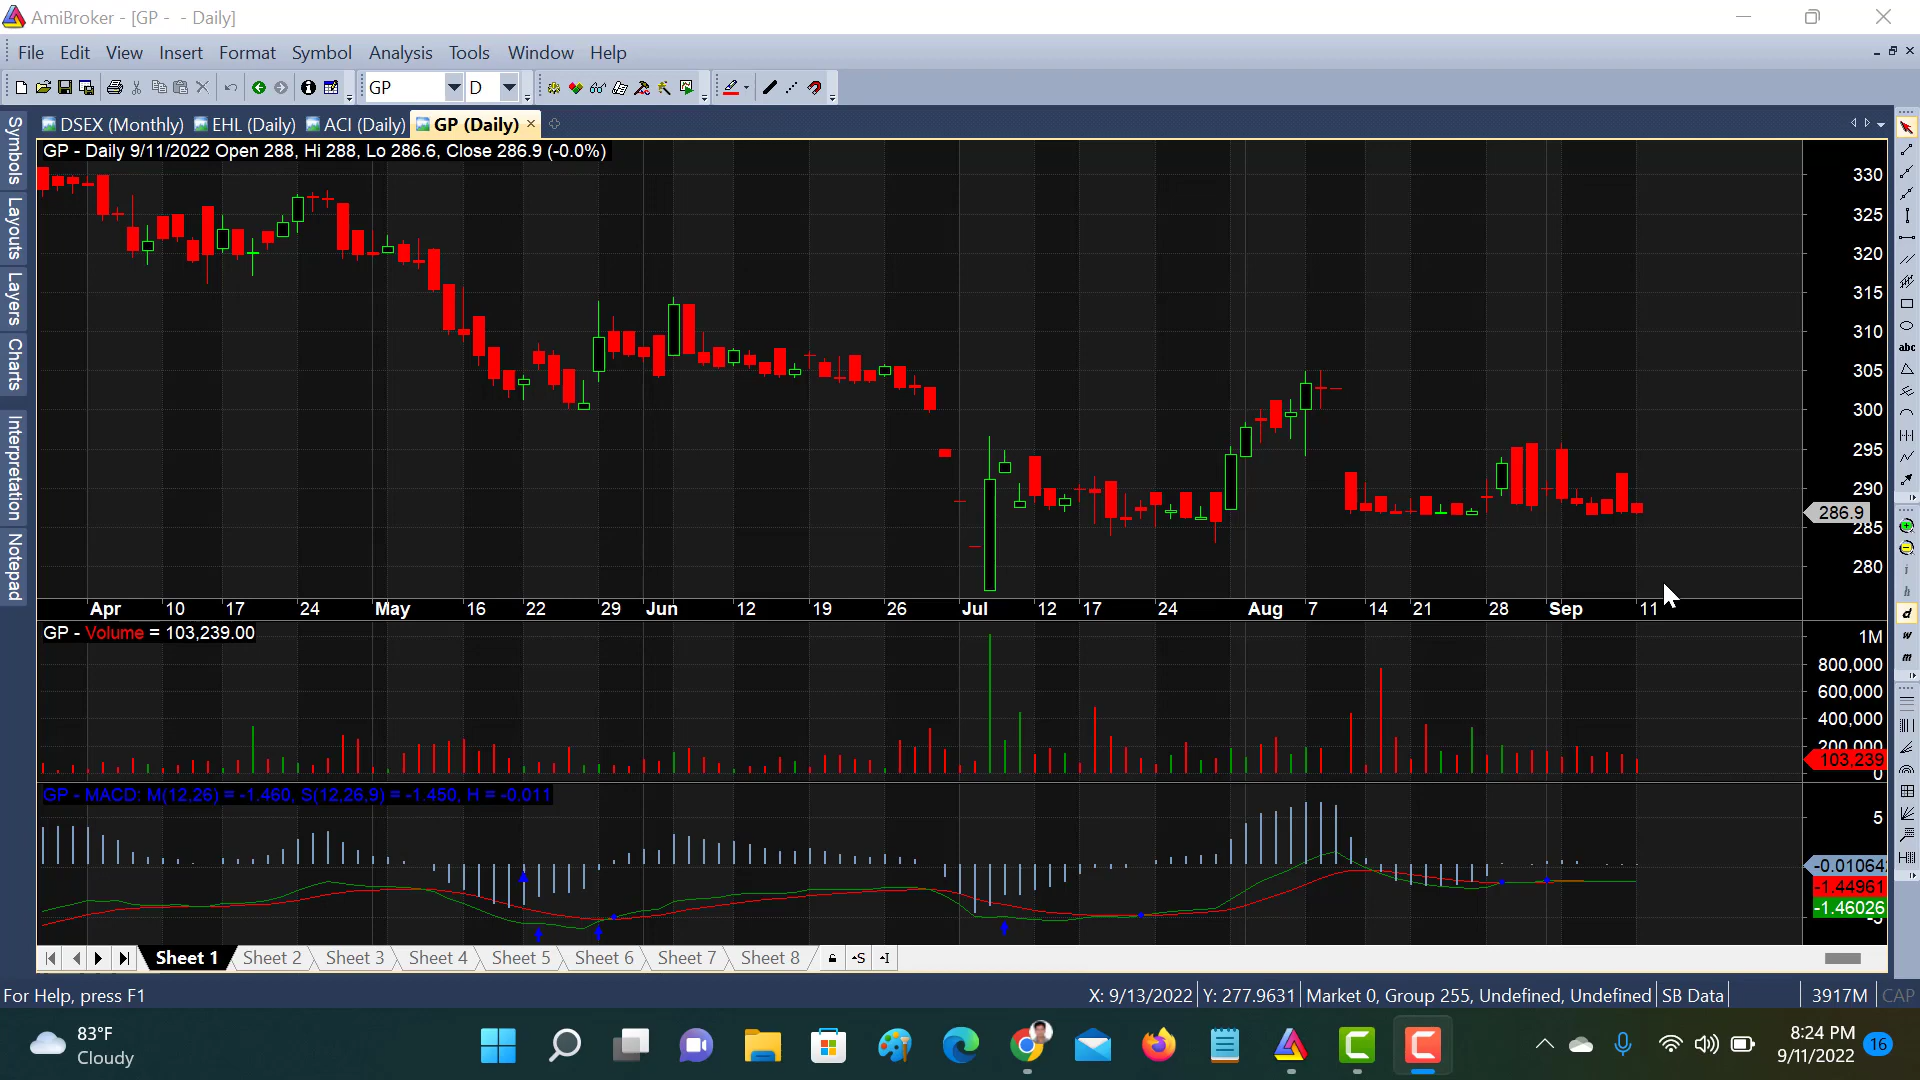 AmiBroker - [GP -  - Daily]
File Edit View Insert Format Symbol Analysis Tools Window Help
GP D
DSEX (Monthly) EHL (Daily) ACI (Daily) GP (Daily)
GP - Daily 9/11/2022 Open 288, Hi 288, Lo 286.6, Close 286.9 (-0.0%)
Symbols
Layouts
Layers
Charts
Interpretation
Notepad
330
325
320
315
310
305
300
295
290
286.9
285
280
abc
i
h
d
w
m
Apr 10 17 24 May 16 22 29 Jun 12 19 26 Jul 12 17 24 Aug 7 14 21 28 Sep 11
GP - Volume = 103,239.00
1M
800,000
600,000
400,000
200,000
103,239
0
GP - MACD: M(12,26) = -1.460, S(12,26,9) = -1.450, H = -0.011
5
-0.01064
-1.44961
-1.46026
-5
Sheet 1 Sheet 2 Sheet 3 Sheet 4 Sheet 5 Sheet 6 Sheet 7 Sheet 8
For Help, press F1 X: 9/13/2022 Y: 277.9631 Market 0, Group 255, Undefined, Undefined SB Data 3917M CAP
83°F
Cloudy
8:24 PM
9/11/2022
16